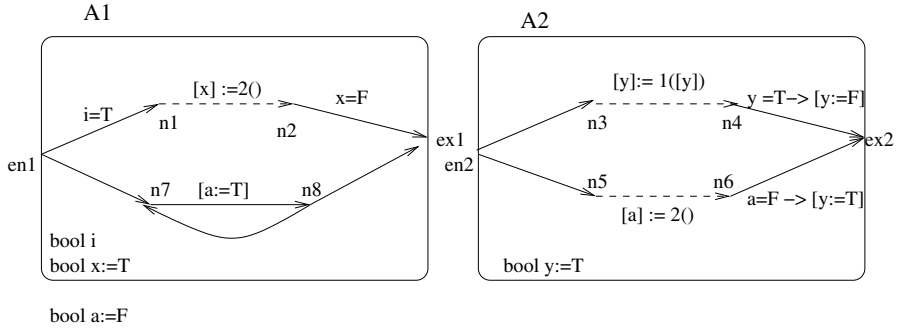 A1
A2
[x] :=2()
x=F
i=T
n1
n2
en1
ex1
n7
[a:=T]
n8
bool i
bool x:=T
bool a:=F
[y]:= 1([y])
y =T−> [y:=F]
n3
n4
en2
ex2
n5
n6
a=F −> [y:=T]
[a] := 2()
bool y:=T